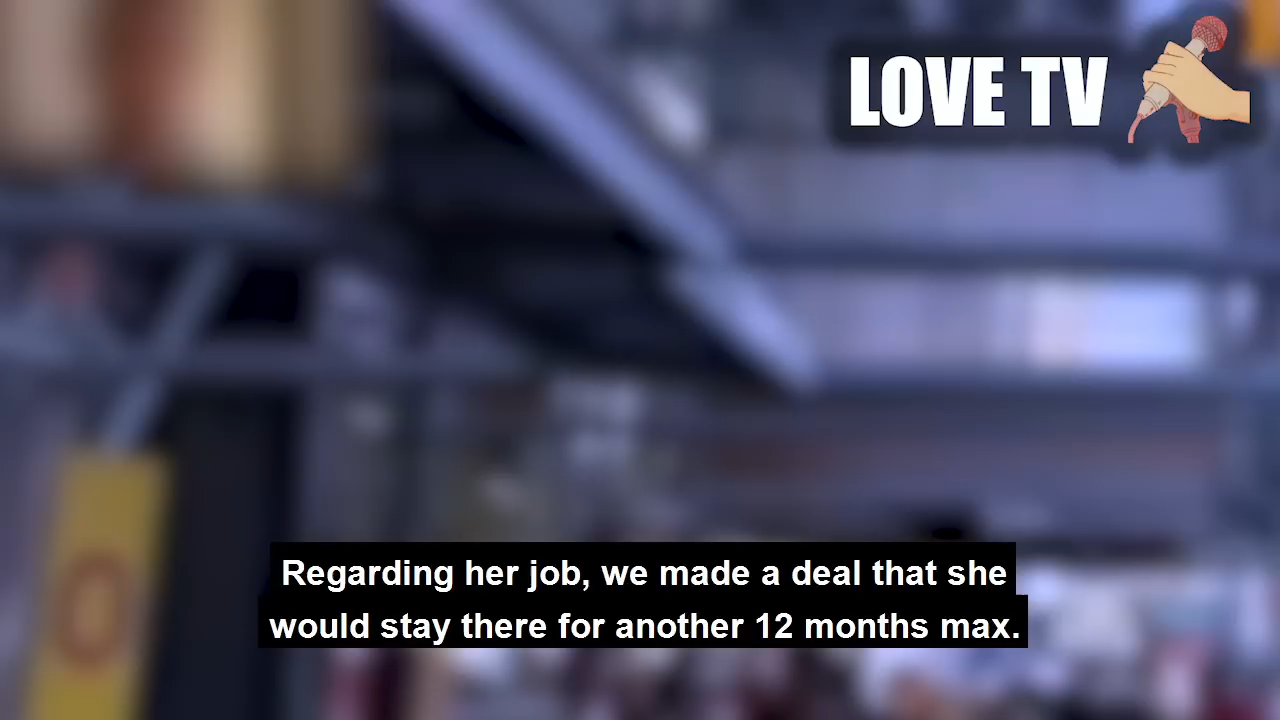 LOVE TV
Regarding her job, we made a deal that she
would stay there for another 12 months max.